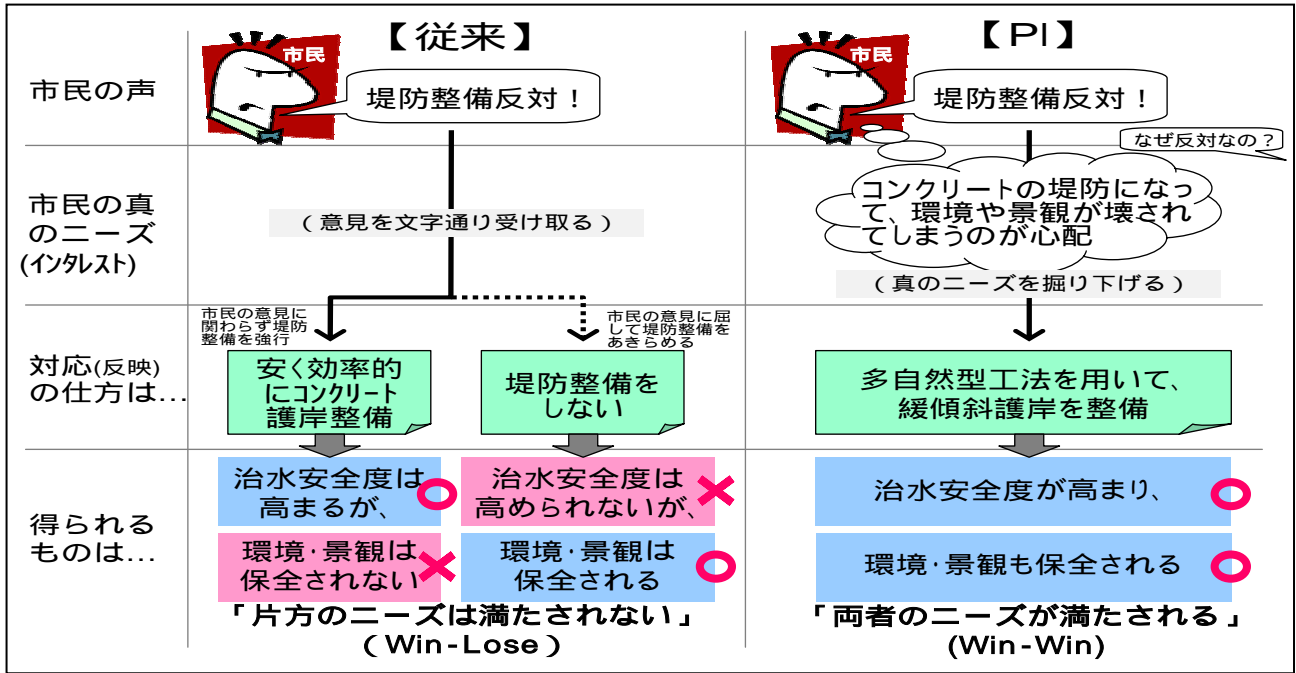 【従来】
【PI】
市民の声
市民
堤防整備反対！
市民
堤防整備反対！
なぜ反対なの？
市民の真
のニーズ
(インタレスト)
(意見を文字通り受け取る)
コンクリートの堤防になっ
て、環境や景観が壊され
てしまうのが心配
(真のニーズを掘り下げる)
対応(反映)
の仕方は…
市民の意見に
関わらず堤防
整備を強行
市民の意見に屈
して堤防整備を
あきらめる
安く効率的
にコンクリート
護岸整備
堤防整備を
しない
多自然型工法を用いて、
緩傾斜護岸を整備
得られる
ものは…
治水安全度は
高まるが、
治水安全度は
高められないが、
治水安全度が高まり、
環境･景観は
保全されない
環境･景観は
保全される
環境･景観も保全される
「片方のニーズは満たされない」
(Win-Lose)
「両者のニーズが満たされる」
(Win-Win)